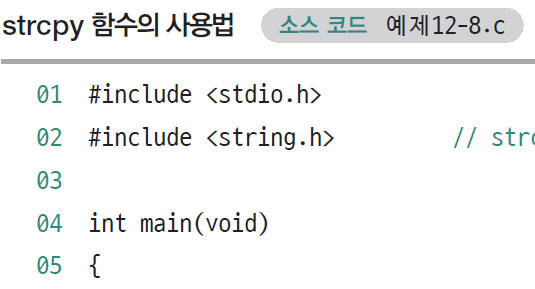 strcpy 함수의 사용법 소스 코드 예제12-8.c
01 #include <stdio.h>
02 #include <string.h> // strc
03
04 int main(void)
05 {